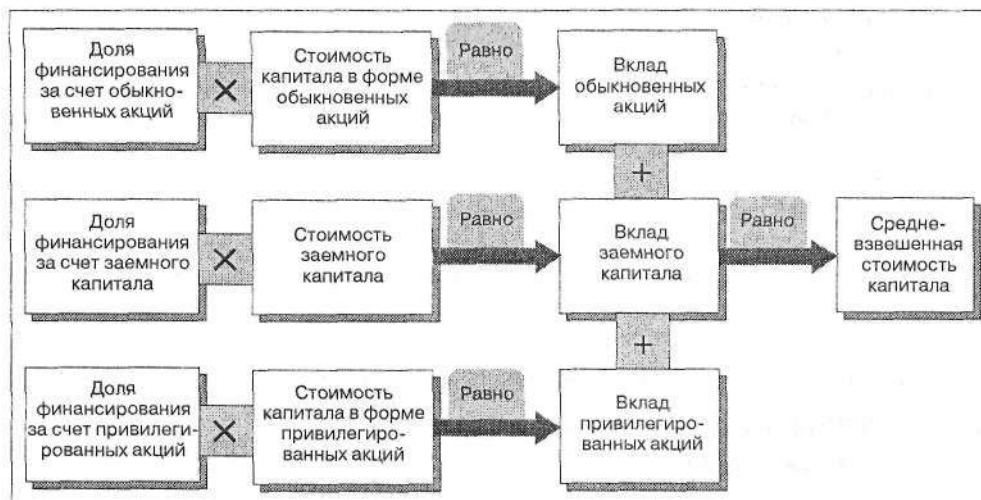 Доля
финансирования
за счет обыкно-
венных акций
×
Стоимость
капитала в форме
обыкновенных
акций
Равно
Вклад
обыкновенных
акций
+
Доля
финансирования
за счет заемного
капитала
×
Стоимость
заемного
капитала
Равно
Вклад
заемного
капитала
Равно
Средне-
взвешенная
стоимость
капитала
+
Доля
финансирования
за счет привилеги-
рованных акций
×
Стоимость
капитала в форме
привилегиро-
ванных акций
Равно
Вклад
привилегиро-
ванных акций